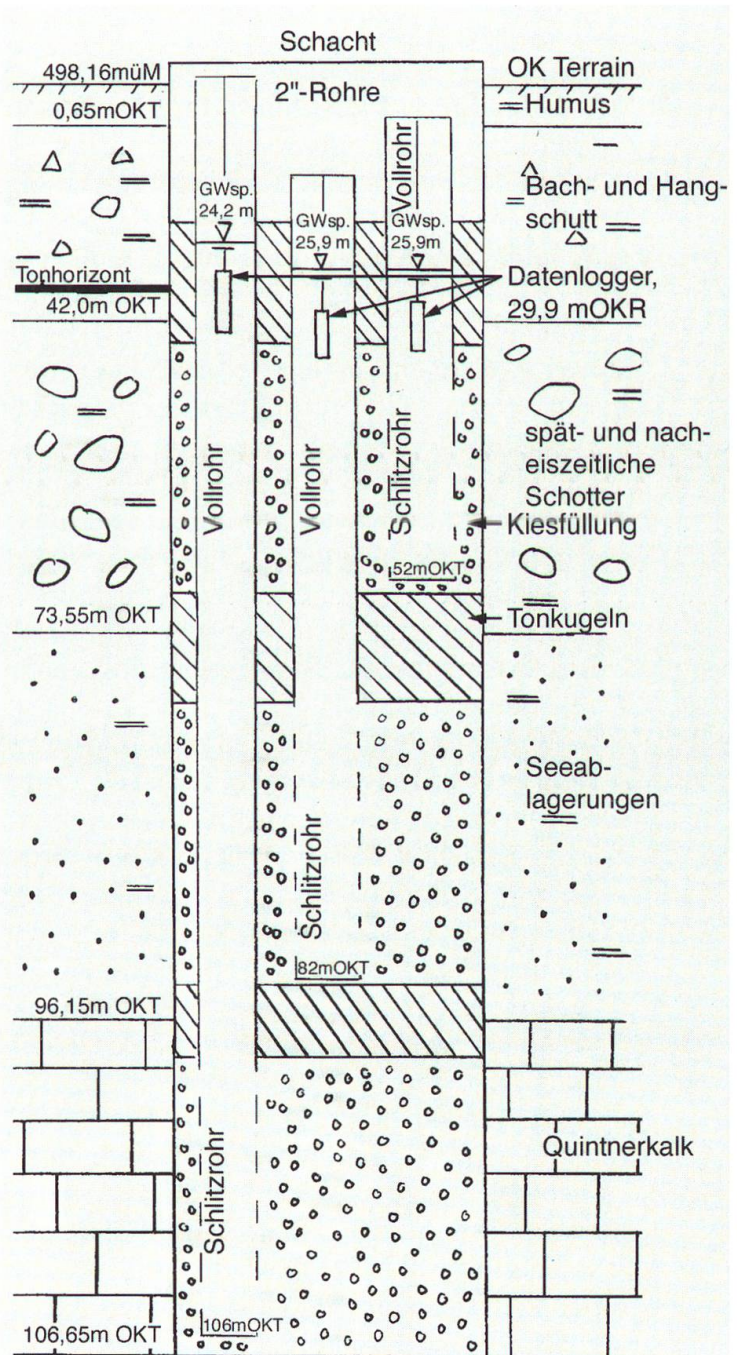 Schacht
498,16müM
OK Terrain
2"-Rohre
0,65mOKT
Humus
Vollrohr
GWsp.
24,2 m
GWsp.
25,9 m
GWsp.
25,9m
Bach- und Hang-
schutt
Tonhorizont
42,0m OKT
Datenlogger,
29,9 mOKR
Vollrohr
Vollrohr
Schlitzrohr
spät- und nach-
eiszeitliche
Schotter
Kiesfüllung
52mOKT
73,55m OKT
Tonkugeln
Seeab-
lagerungen
Schlitzrohr
82mOKT
96,15m OKT
Quintnerkalk
Schlitzrohr
106mOKT
106,65m OKT